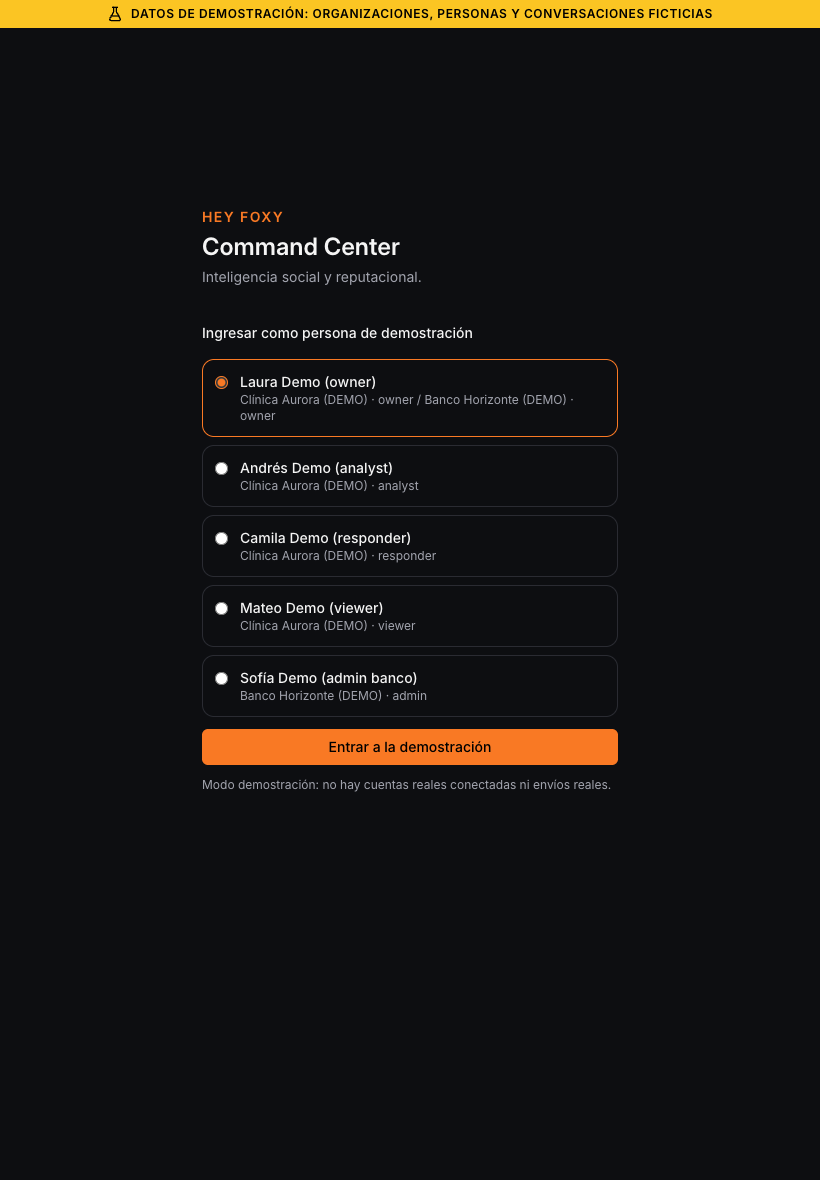 DATOS DE DEMOSTRACIÓN: ORGANIZACIONES, PERSONAS Y CONVERSACIONES FICTICIAS
HEY FOXY
Command Center
Inteligencia social y reputacional.
Ingresar como persona de demostración
Laura Demo (owner)
Clínica Aurora (DEMO) · owner / Banco Horizonte (DEMO) ·
owner
Andrés Demo (analyst)
Clínica Aurora (DEMO) · analyst
Camila Demo (responder)
Clínica Aurora (DEMO) · responder
Mateo Demo (viewer)
Clínica Aurora (DEMO) · viewer
Sofía Demo (admin banco)
Banco Horizonte (DEMO) · admin
Entrar a la demostración
Modo demostración: no hay cuentas reales conectadas ni envíos reales.